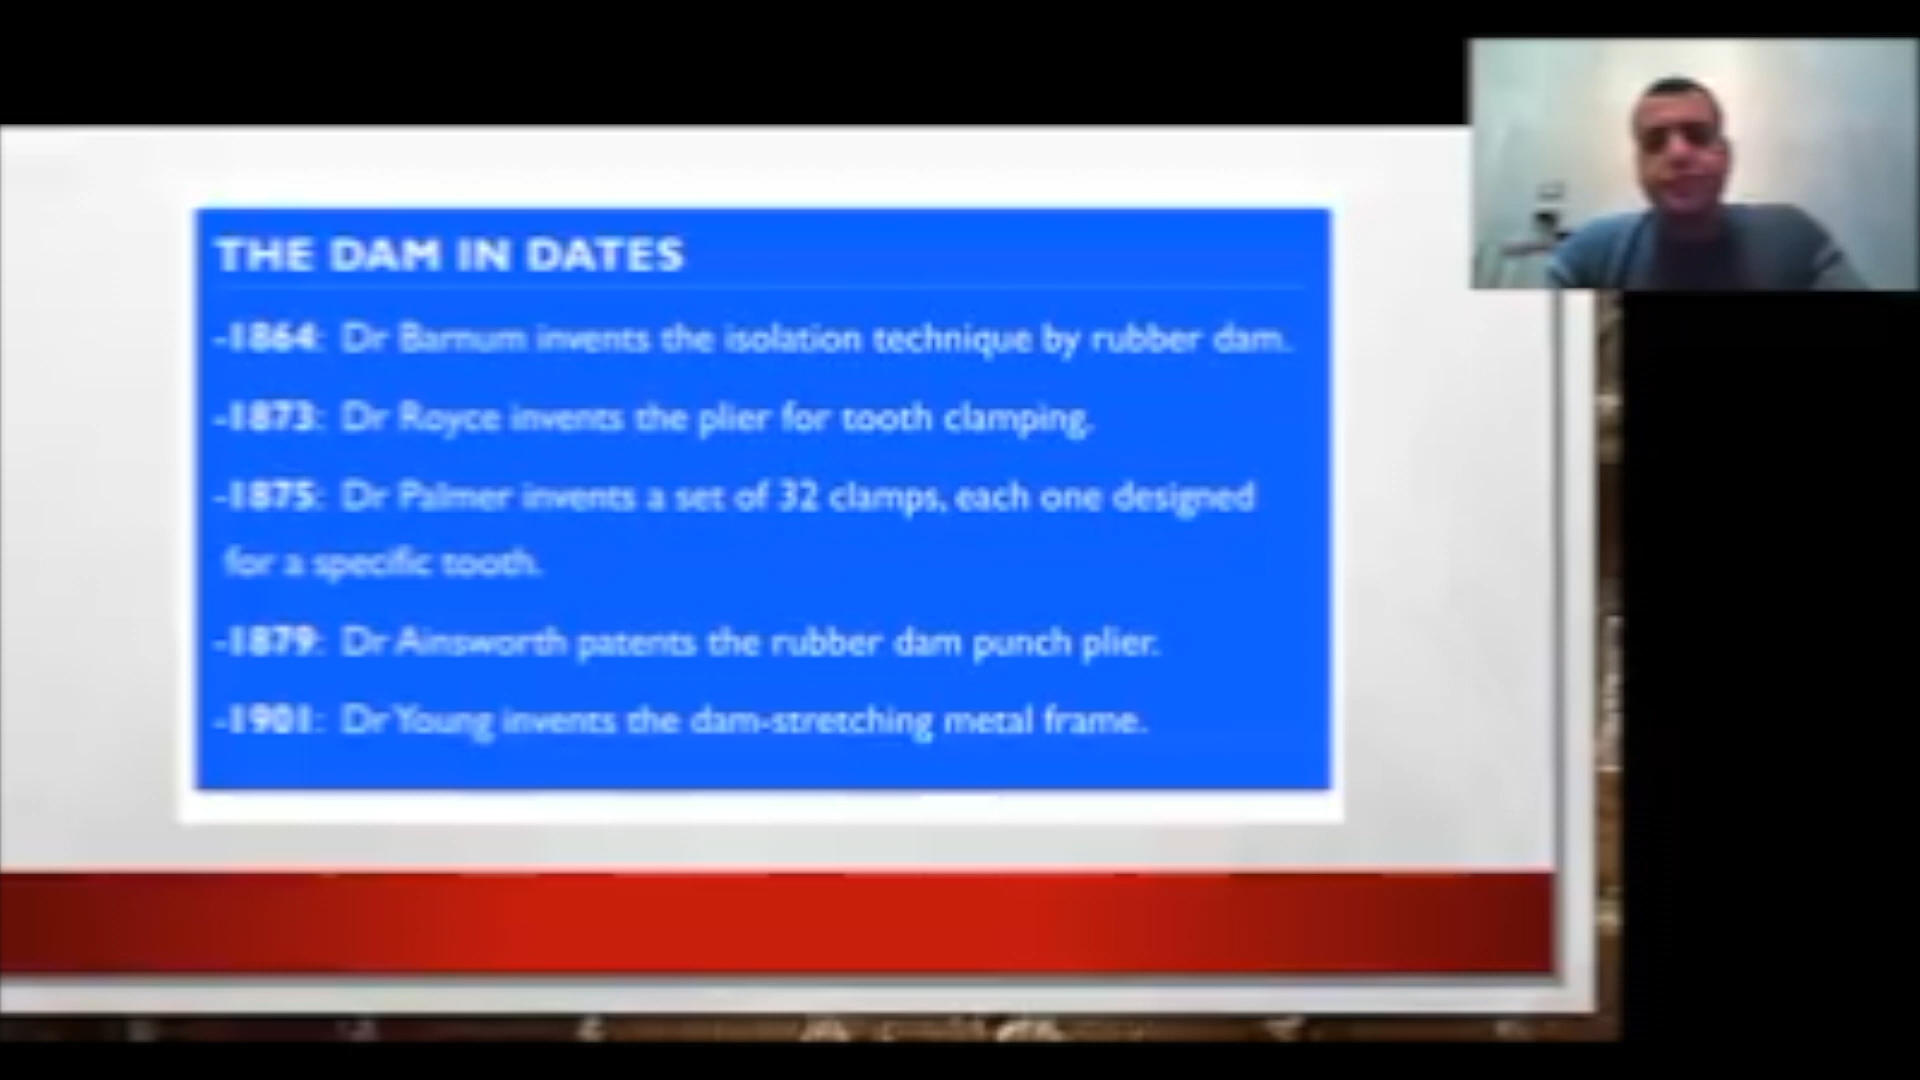 THE DAM IN DATES
-1864: Dr Barnum invents the isolation technique by rubber dam.
-1873: Dr Royce invents the plier for tooth clamping.
-1875: Dr Palmer invents a set of 32 clamps, each one designed
for a specific tooth.
-1879: Dr Ainsworth patents the rubber dam punch plier.
-1901: Dr Young invents the dam-stretching metal frame.